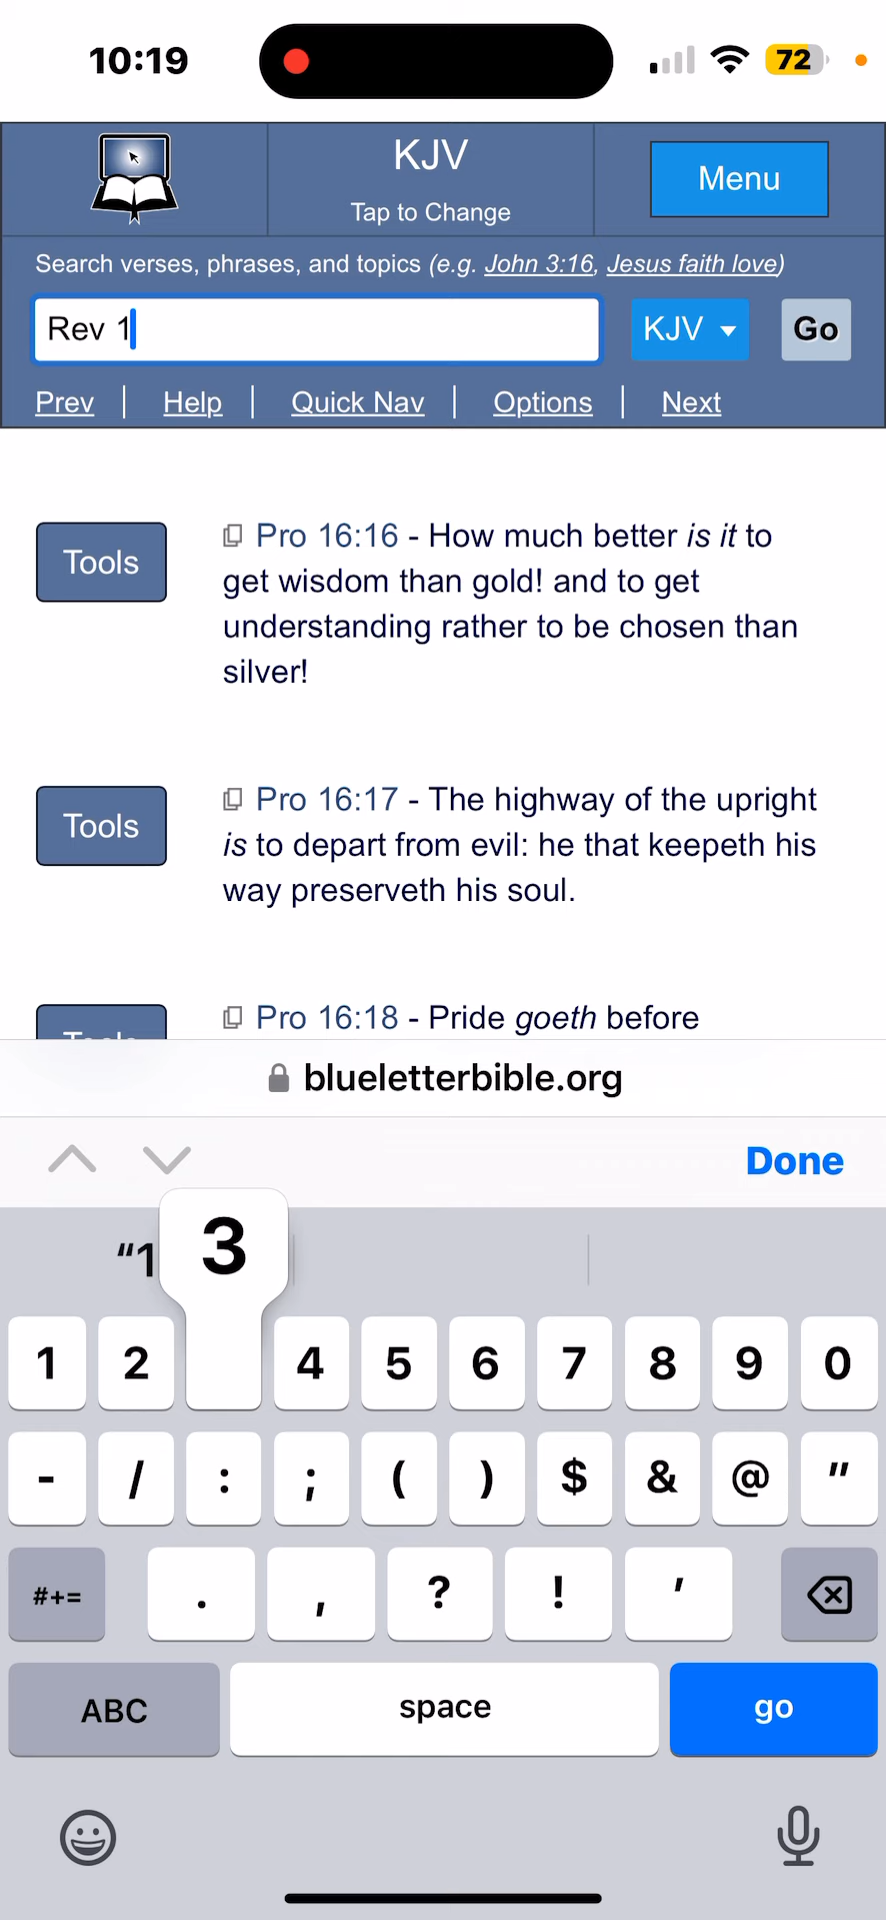 10:19
72
KJV
Tap to Change
Menu
Search verses, phrases, and topics (e.g. John 3:16, Jesus faith love)
Rev 1
KJV
Go
Prev | Help | Quick Nav | Options | Next
Tools
Pro 16:16 - How much better is it to
get wisdom than gold! and to get
understanding rather to be chosen than
silver!
Tools
Pro 16:17 - The highway of the upright
is to depart from evil: he that keepeth his
way preserveth his soul.
Tools
Pro 16:18 - Pride goeth before
blueletterbible.org
Done
“1
3
1 2 4 5 6 7 8 9 0
- / : ; ( ) $ & @ "
#+= . , ? ! '
ABC space go